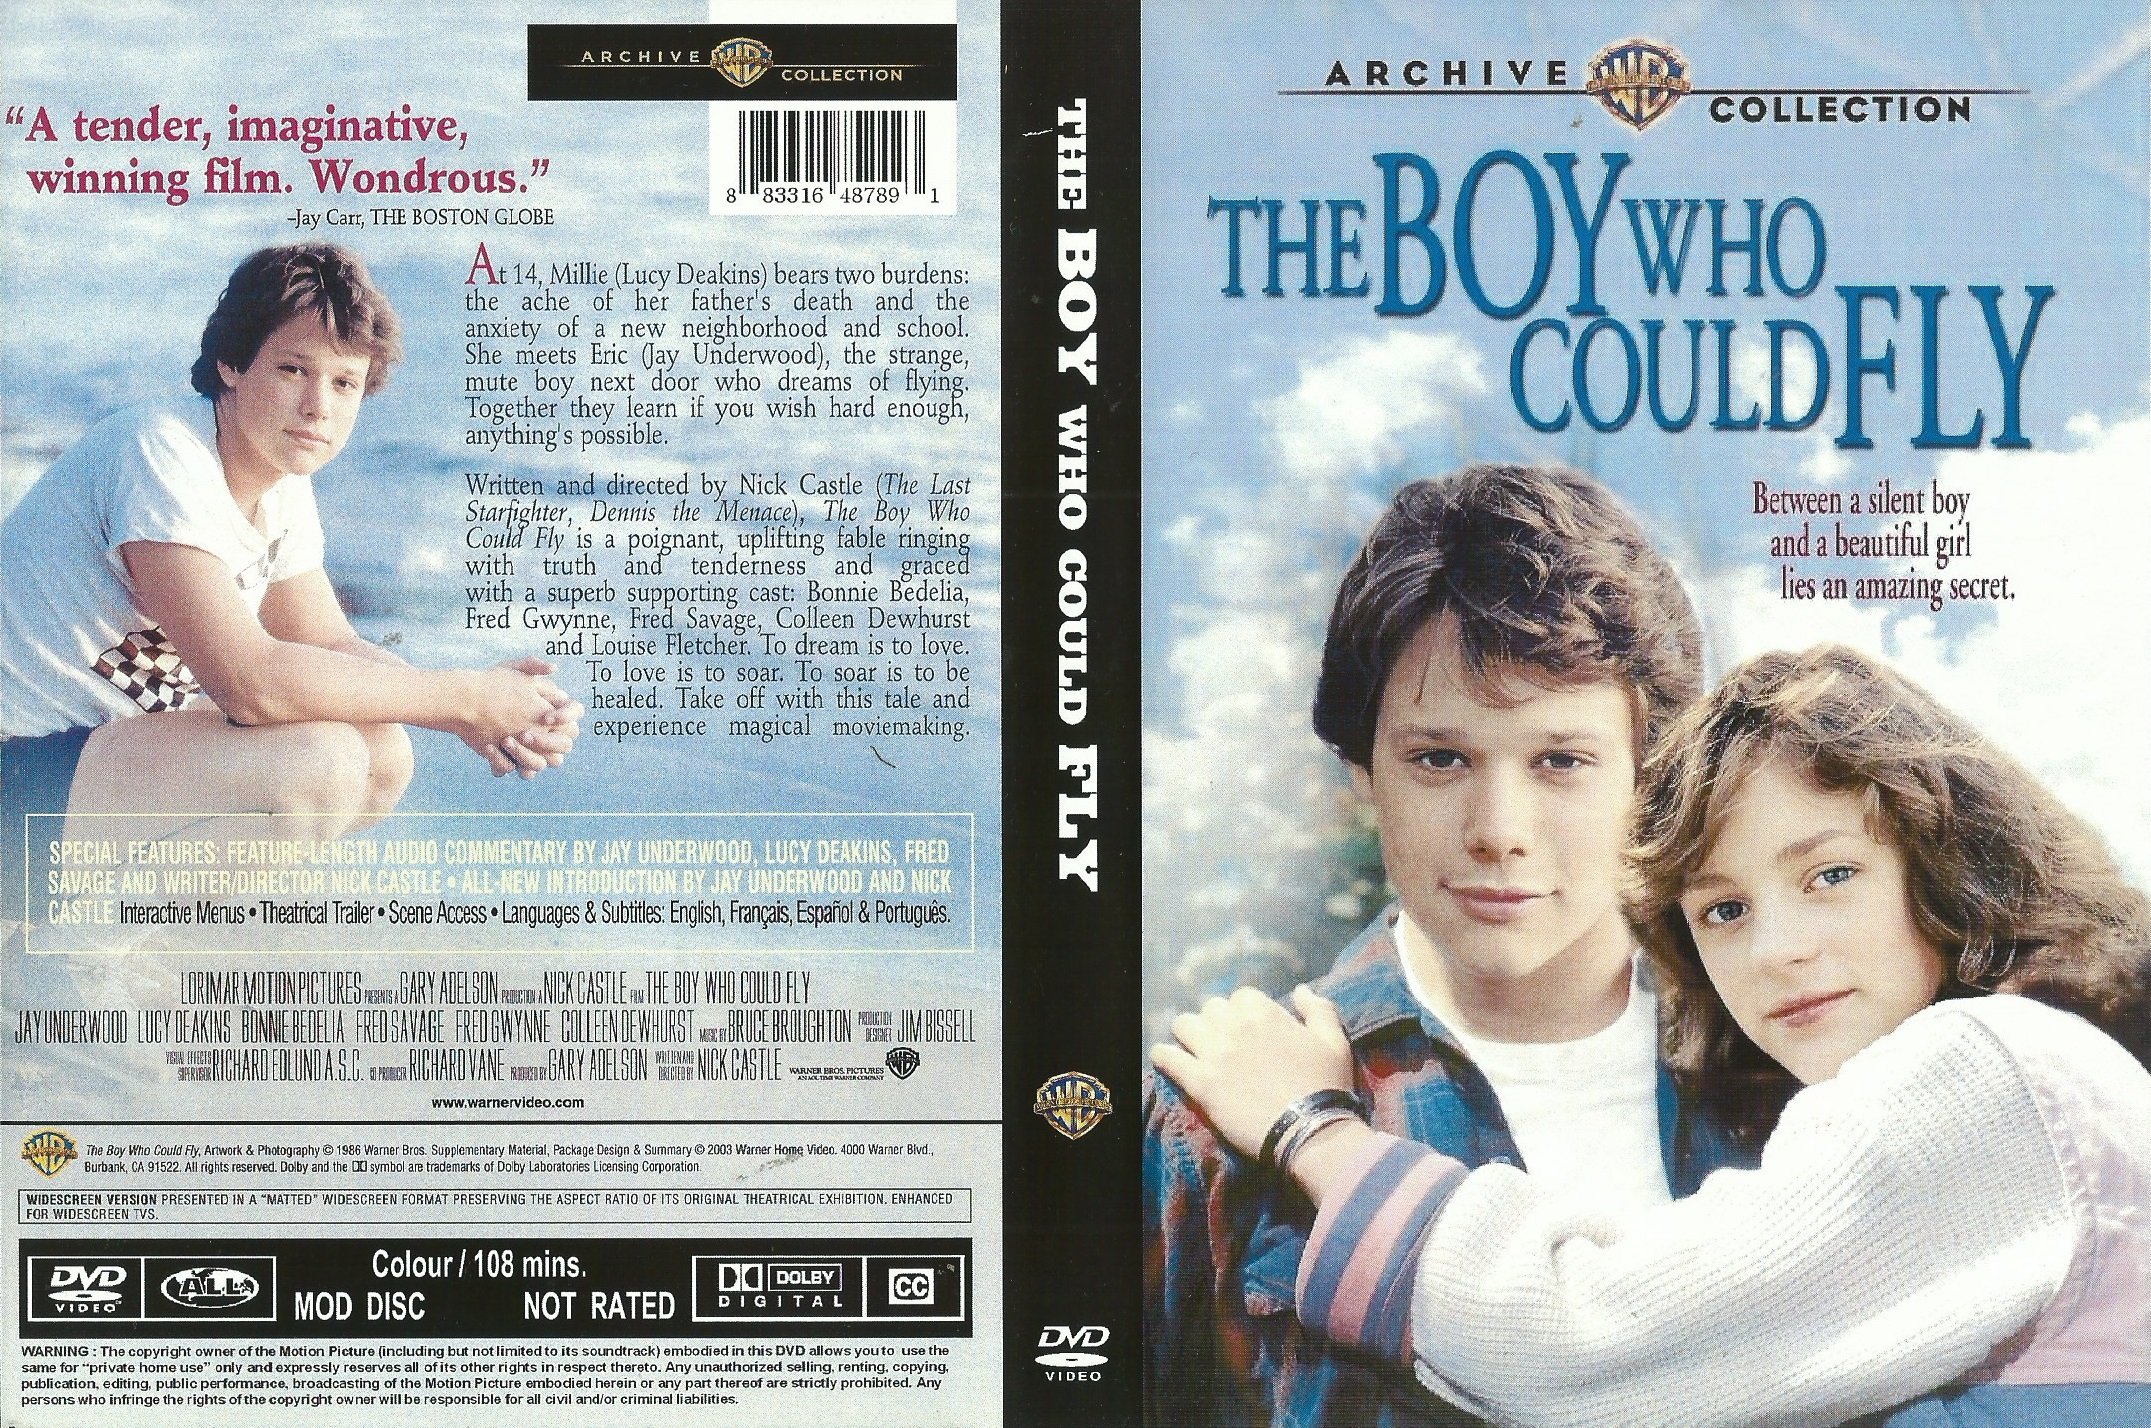 ARCHIVE WB COLLECTION
“A tender, imaginative,
winning film. Wondrous.”
–Jay Carr, THE BOSTON GLOBE
8 83316 48789 1
At 14, Millie (Lucy Deakins) bears two burdens:
the ache of her father's death and the
anxiety of a new neighborhood and school.
She meets Eric (Jay Underwood), the strange,
mute boy next door who dreams of flying.
Together they learn if you wish hard enough,
anything's possible.
Written and directed by Nick Castle (The Last
Starfighter, Dennis the Menace), The Boy Who
Could Fly is a poignant, uplifting fable ringing
with truth and tenderness and graced
with a superb supporting cast: Bonnie Bedelia,
Fred Gwynne, Fred Savage, Colleen Dewhurst
and Louise Fletcher. To dream is to love.
To love is to soar. To soar is to be
healed. Take off with this tale and
experience magical moviemaking.
SPECIAL FEATURES: FEATURE-LENGTH AUDIO COMMENTARY BY JAY UNDERWOOD, LUCY DEAKINS, FRED
SAVAGE AND WRITER/DIRECTOR NICK CASTLE • ALL-NEW INTRODUCTION BY JAY UNDERWOOD AND NICK
CASTLE Interactive Menus • Theatrical Trailer • Scene Access • Languages & Subtitles: English, Français, Español & Português.
LORIMAR MOTION PICTURES PRESENTS A GARY ADELSON PRODUCTION A NICK CASTLE FILM THE BOY WHO COULD FLY
JAY UNDERWOOD LUCY DEAKINS BONNIE BEDELIA FRED SAVAGE FRED GWYNNE COLLEEN DEWHURST MUSIC BY BRUCE BROUGHTON PRODUCTION DESIGNER JIM BISSELL
VISUAL EFFECTS SUPERVISOR RICHARD EDLUND A.S.C. CO PRODUCER RICHARD VANE PRODUCED BY GARY ADELSON WRITTEN AND DIRECTED BY NICK CASTLE WARNER BROS. PICTURES AN AOL TIME WARNER COMPANY WB
www.warnervideo.com
The Boy Who Could Fly, Artwork & Photography © 1986 Warner Bros. Supplementary Material, Package Design & Summary © 2003 Warner Home Video. 4000 Warner Blvd.,
Burbank, CA 91522. All rights reserved. Dolby and the DD symbol are trademarks of Dolby Laboratories Licensing Corporation.
WIDESCREEN VERSION PRESENTED IN A “MATTED” WIDESCREEN FORMAT PRESERVING THE ASPECT RATIO OF ITS ORIGINAL THEATRICAL EXHIBITION. ENHANCED
FOR WIDESCREEN TVS.
DVD VIDEO
ALL
Colour / 108 mins.
MOD DISC NOT RATED
DOLBY DIGITAL
CC
WARNING : The copyright owner of the Motion Picture (including but not limited to its soundtrack) embodied in this DVD allows you to use the
same for “private home use” only and expressly reserves all of its other rights in respect thereto. Any unauthorized selling, renting, copying,
publication, editing, public performance, broadcasting of the Motion Picture embodied herein or any part thereof are strictly prohibited. Any
persons who infringe the rights of the copyright owner will be responsible for all civil and/or criminal liabilities.
THE BOY WHO COULD FLY
WB
DVD
VIDEO
ARCHIVE WB COLLECTION
THE BOY WHO
COULD FLY
Between a silent boy
and a beautiful girl
lies an amazing secret.